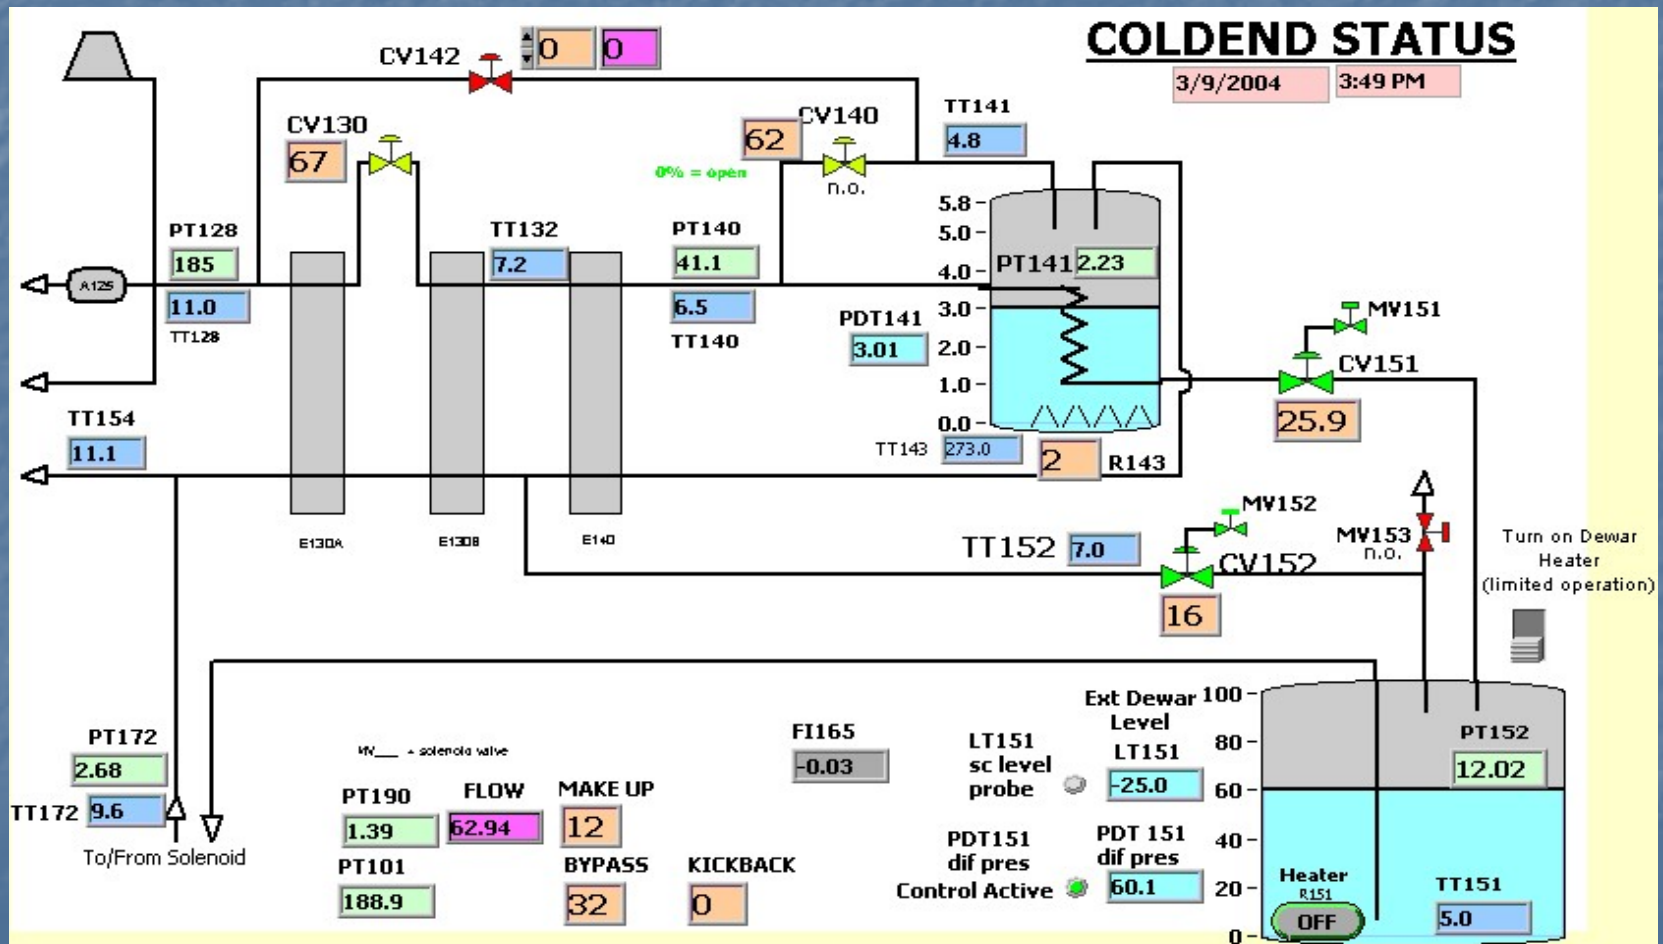 COLDEND STATUS
3/9/2004 3:49 PM
CV142 0 0
CV130
67
62 CV140
n.o.
0% = open
TT141
4.8
PT128
185
11.0
TT128
A125
TT132
7.2
PT140
41.1
6.5
TT140
5.8
5.0
4.0
3.0
2.0
1.0
0.0
PT141 2.23
PDT141
3.01
MV151
CV151
25.9
TT154
11.1
TT143 273.0
2 R143
E130A
E130B
E140
TT152 7.0
MV152
CV152
16
MV153
n.o.
Turn on Dewar
Heater
(limited operation)
PT172
2.68
TT172 9.6
To/From Solenoid
MV___ = solenoid valve
PT190
1.39
FLOW
62.94
MAKE UP
12
PT101
188.9
BYPASS
32
KICKBACK
0
FI165
-0.03
LT151
sc level
probe
Ext Dewar
Level
LT151
-25.0
PDT151
dif pres
Control Active
PDT 151
dif pres
60.1
100
80
60
40
20
0
PT152
12.02
Heater
R151
OFF
TT151
5.0